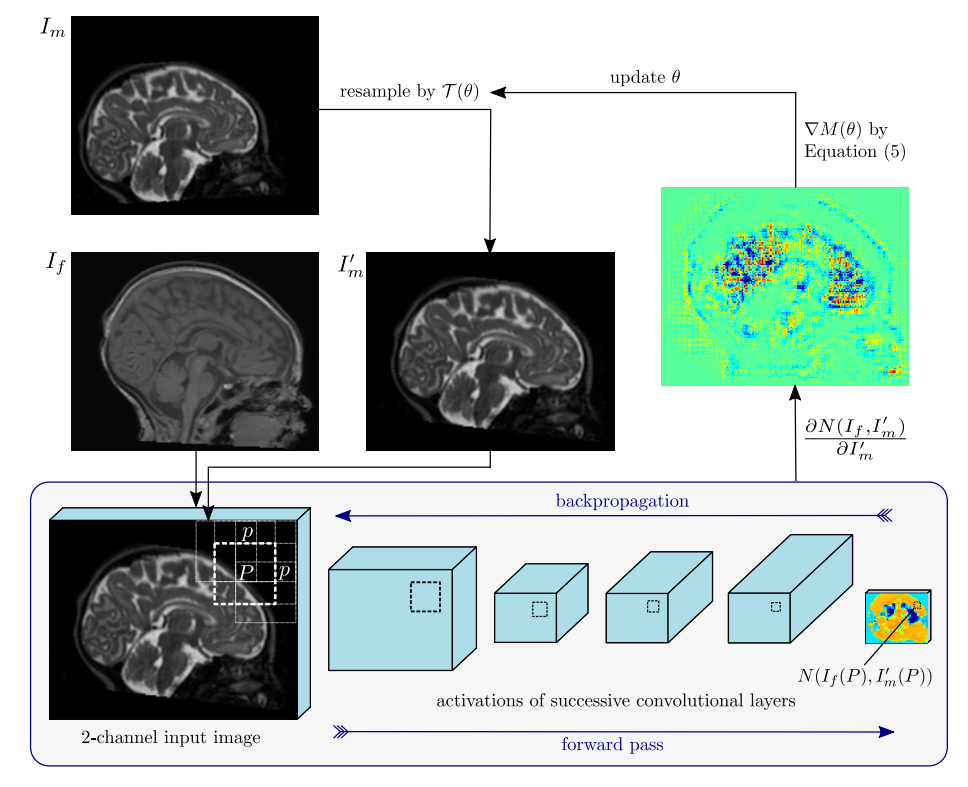 I_m
resample by 𝒯(θ)
update θ
∇M(θ) by
Equation (5)
I_f
I′_m
∂N(I_f,I′_m)
∂I′_m
backpropagation
p
P p
N(I_f(P),I′_m(P))
activations of successive convolutional layers
2-channel input image
forward pass